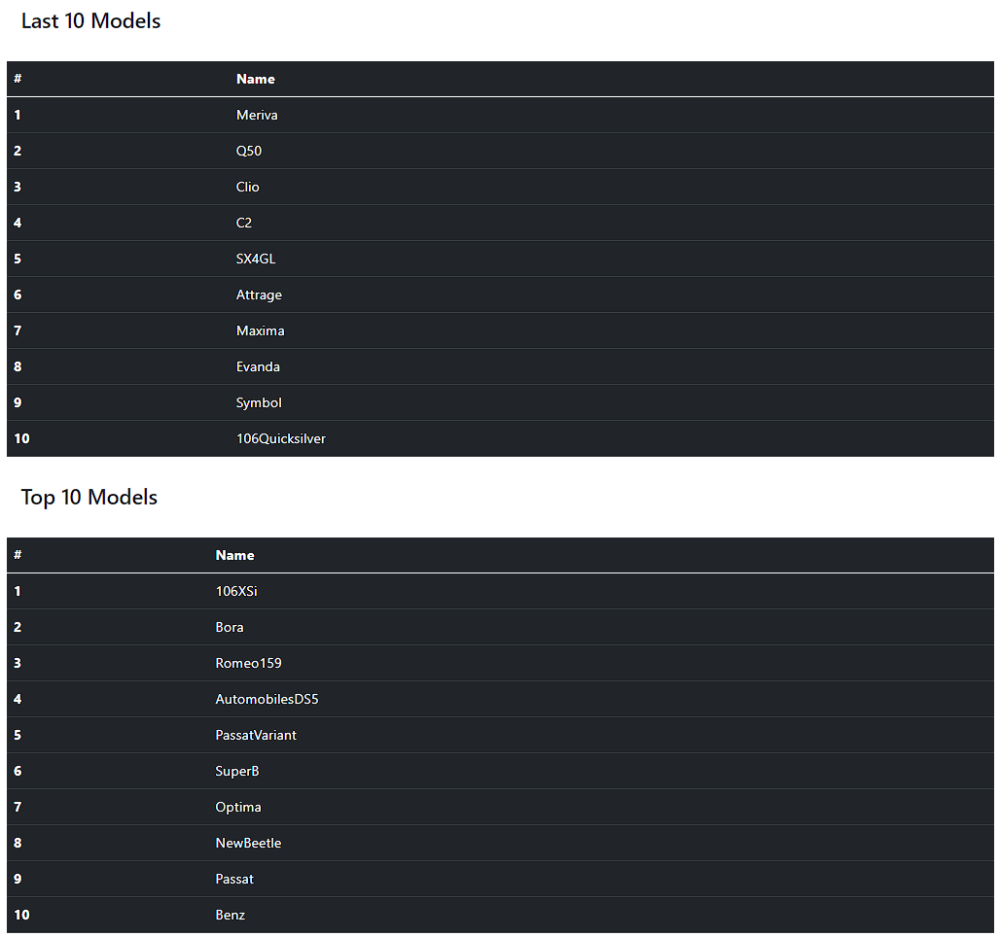 Last 10 Models
# Name
1 Meriva
2 Q50
3 Clio
4 C2
5 SX4GL
6 Attrage
7 Maxima
8 Evanda
9 Symbol
10 106Quicksilver
Top 10 Models
# Name
1 106XSi
2 Bora
3 Romeo159
4 AutomobilesDS5
5 PassatVariant
6 SuperB
7 Optima
8 NewBeetle
9 Passat
10 Benz